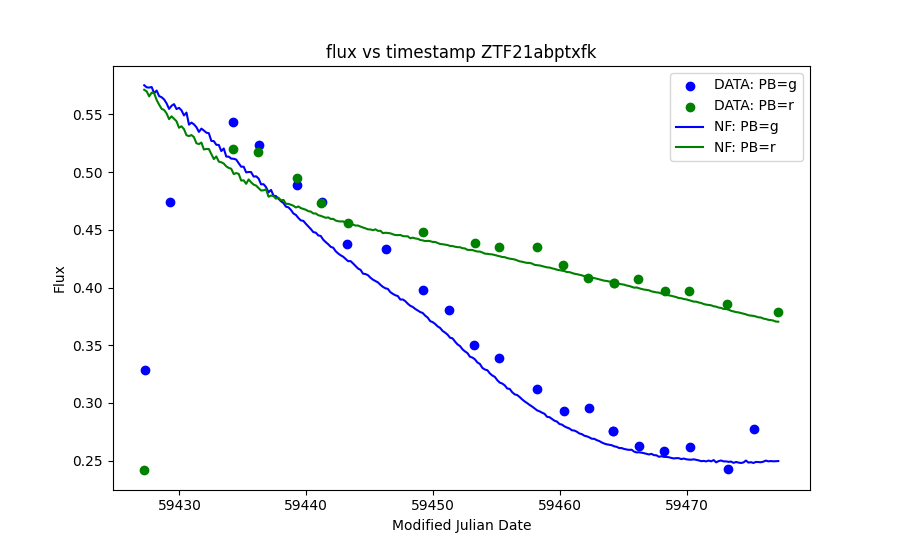 flux vs timestamp ZTF21abptxfk
DATA: PB=g
DATA: PB=r
NF: PB=g
NF: PB=r
Flux
0.55
0.50
0.45
0.40
0.35
0.30
0.25
59430
59440
59450
59460
59470
Modified Julian Date